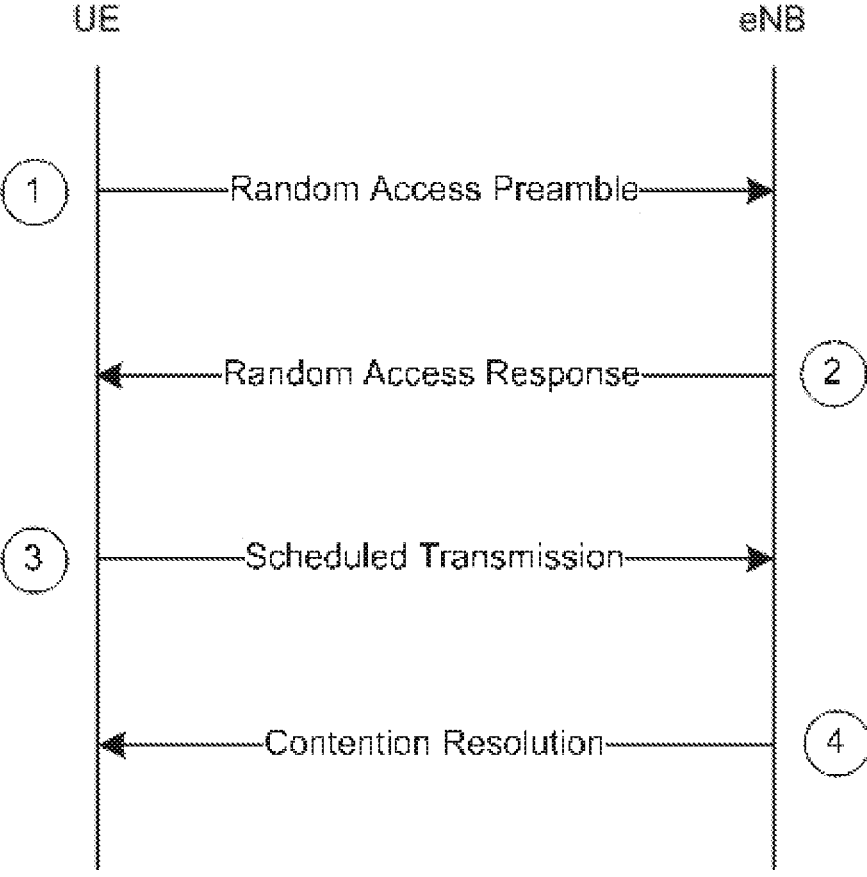 UE eNB
1 Random Access Preamble
Random Access Response 2
3 Scheduled Transmission
Contention Resolution 4